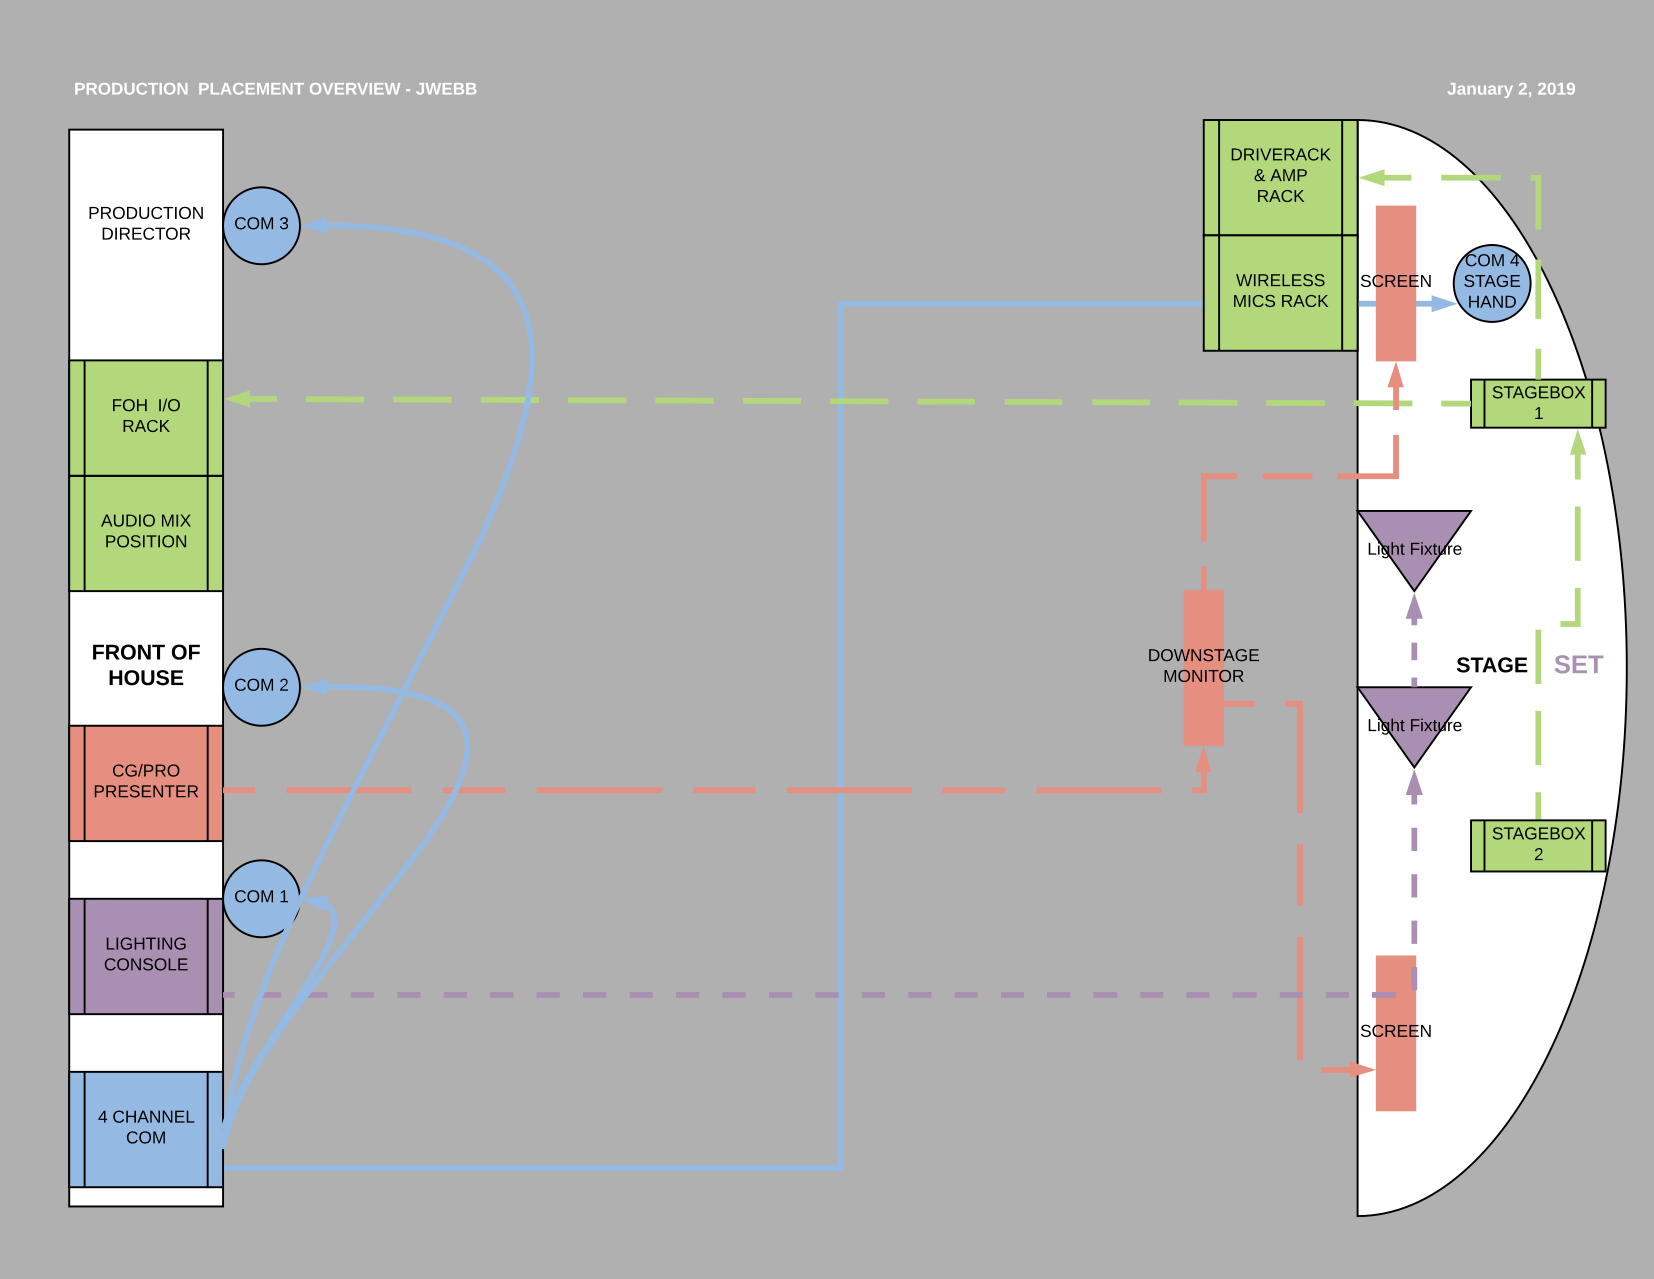 PRODUCTION  PLACEMENT OVERVIEW - JWEBB
January 2, 2019
PRODUCTION
DIRECTOR
COM 3
FOH  I/O
RACK
AUDIO MIX
POSITION
FRONT OF
HOUSE
COM 2
CG/PRO
PRESENTER
COM 1
LIGHTING
CONSOLE
4 CHANNEL
COM
DOWNSTAGE
MONITOR
DRIVERACK
& AMP
RACK
WIRELESS
MICS RACK
SCREEN
COM 4
STAGE
HAND
STAGEBOX
1
Light Fixture
STAGE
SET
Light Fixture
STAGEBOX
2
SCREEN